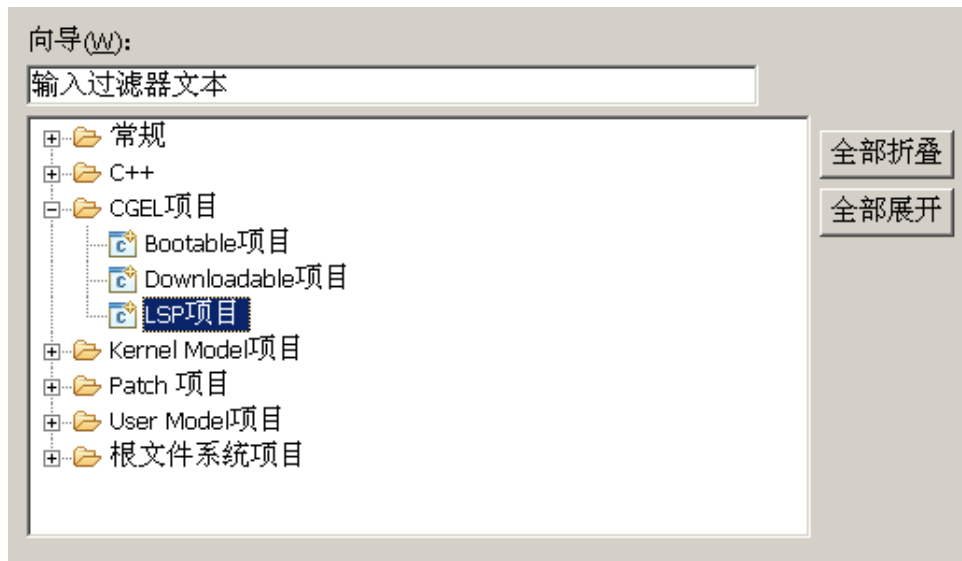 向导(W):
输入过滤器文本
常规
全部折叠
C++
CGEL项目
全部展开
Bootable项目
Downloadable项目
LSP项目
Kernel Model项目
Patch 项目
User Model项目
根文件系统项目